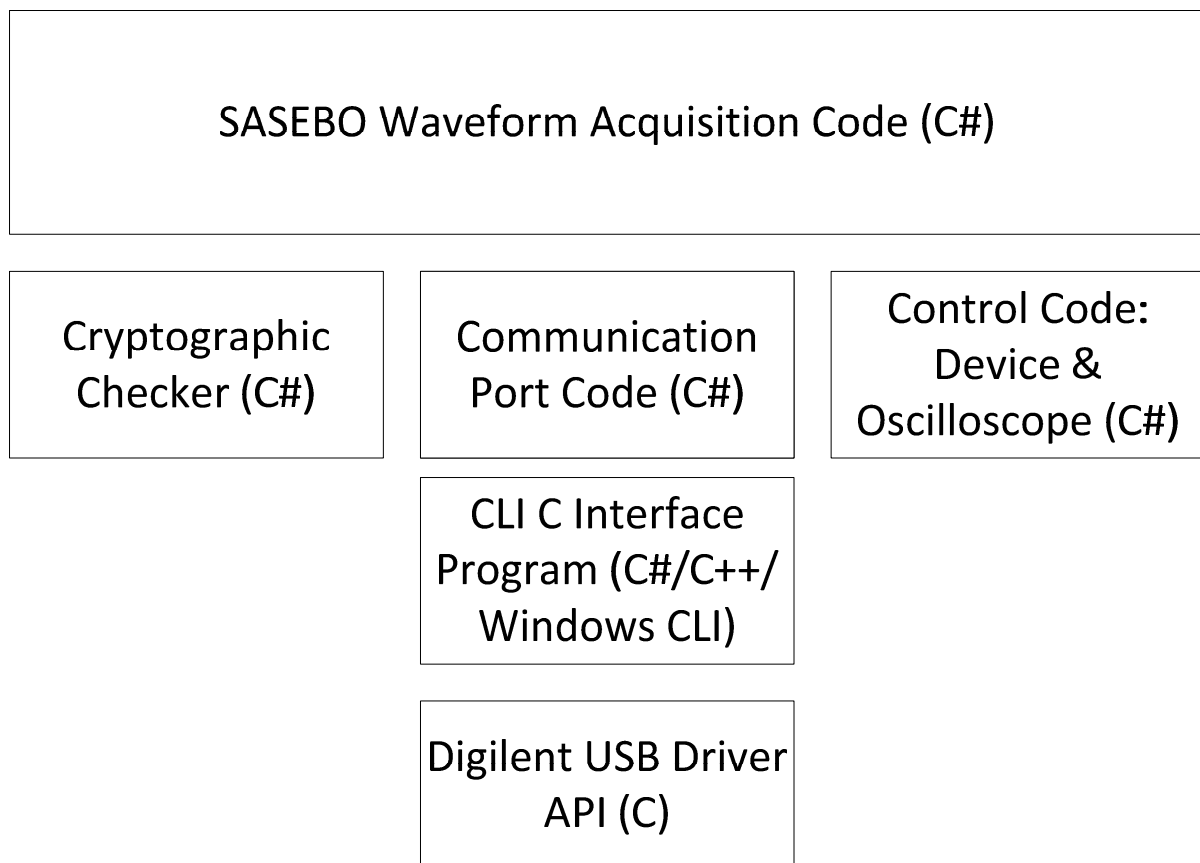 SASEBO Waveform Acquisition Code (C#)
Cryptographic
Checker (C#)
Communication
Port Code (C#)
Control Code:
Device &
Oscilloscope (C#)
CLI C Interface
Program (C#/C++/
Windows CLI)
Digilent USB Driver
API (C)